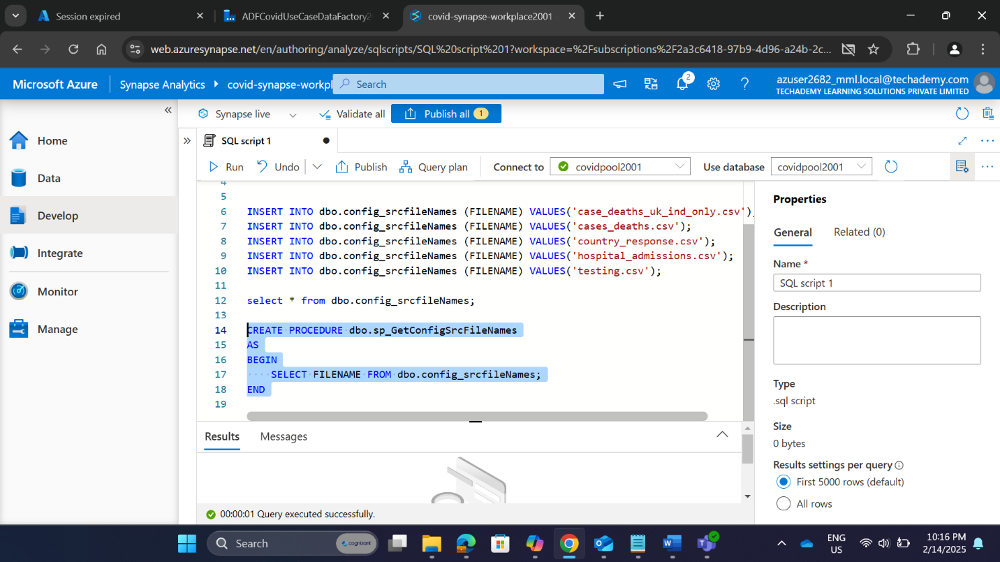 Session expired
ADFCovidUseCaseDataFactory2
covid-synapse-workplace2001
web.azuresynapse.net/en/authoring/analyze/sqlscripts/SQL%20script%201?workspace=%2Fsubscriptions%2F2a3c6418-97b9-4d96-a24b-2c...
Microsoft Azure
Synapse Analytics
covid-synapse-workpl
Search
2
azuser2682_mml.local@techademy.com
TECHADEMY LEARNING SOLUTIONS PRIVATE LIMITED
Synapse live
Validate all
Publish all 1
Home
Data
Develop
Integrate
Monitor
Manage
SQL script 1
Run
Undo
Publish
Query plan
Connect to
covidpool2001
Use database
covidpool2001
4
5
6 INSERT INTO dbo.config_srcfileNames (FILENAME) VALUES('case_deaths_uk_ind_only.csv')
7 INSERT INTO dbo.config_srcfileNames (FILENAME) VALUES('cases_deaths.csv');
8 INSERT INTO dbo.config_srcfileNames (FILENAME) VALUES('country_response.csv');
9 INSERT INTO dbo.config_srcfileNames (FILENAME) VALUES('hospital_admissions.csv');
10 INSERT INTO dbo.config_srcfileNames (FILENAME) VALUES('testing.csv');
11
12 select * from dbo.config_srcfileNames;
13
14 CREATE PROCEDURE dbo.sp_GetConfigSrcFileNames
15 AS
16 BEGIN
17 SELECT FILENAME FROM dbo.config_srcfileNames;
18 END
19
Results
Messages
00:00:01 Query executed successfully.
Properties
General
Related (0)
Name *
SQL script 1
Description
Type
.sql script
Size
0 bytes
Results settings per query
First 5000 rows (default)
All rows
Search
cognizant
ENG
US
10:16 PM
2/14/2025